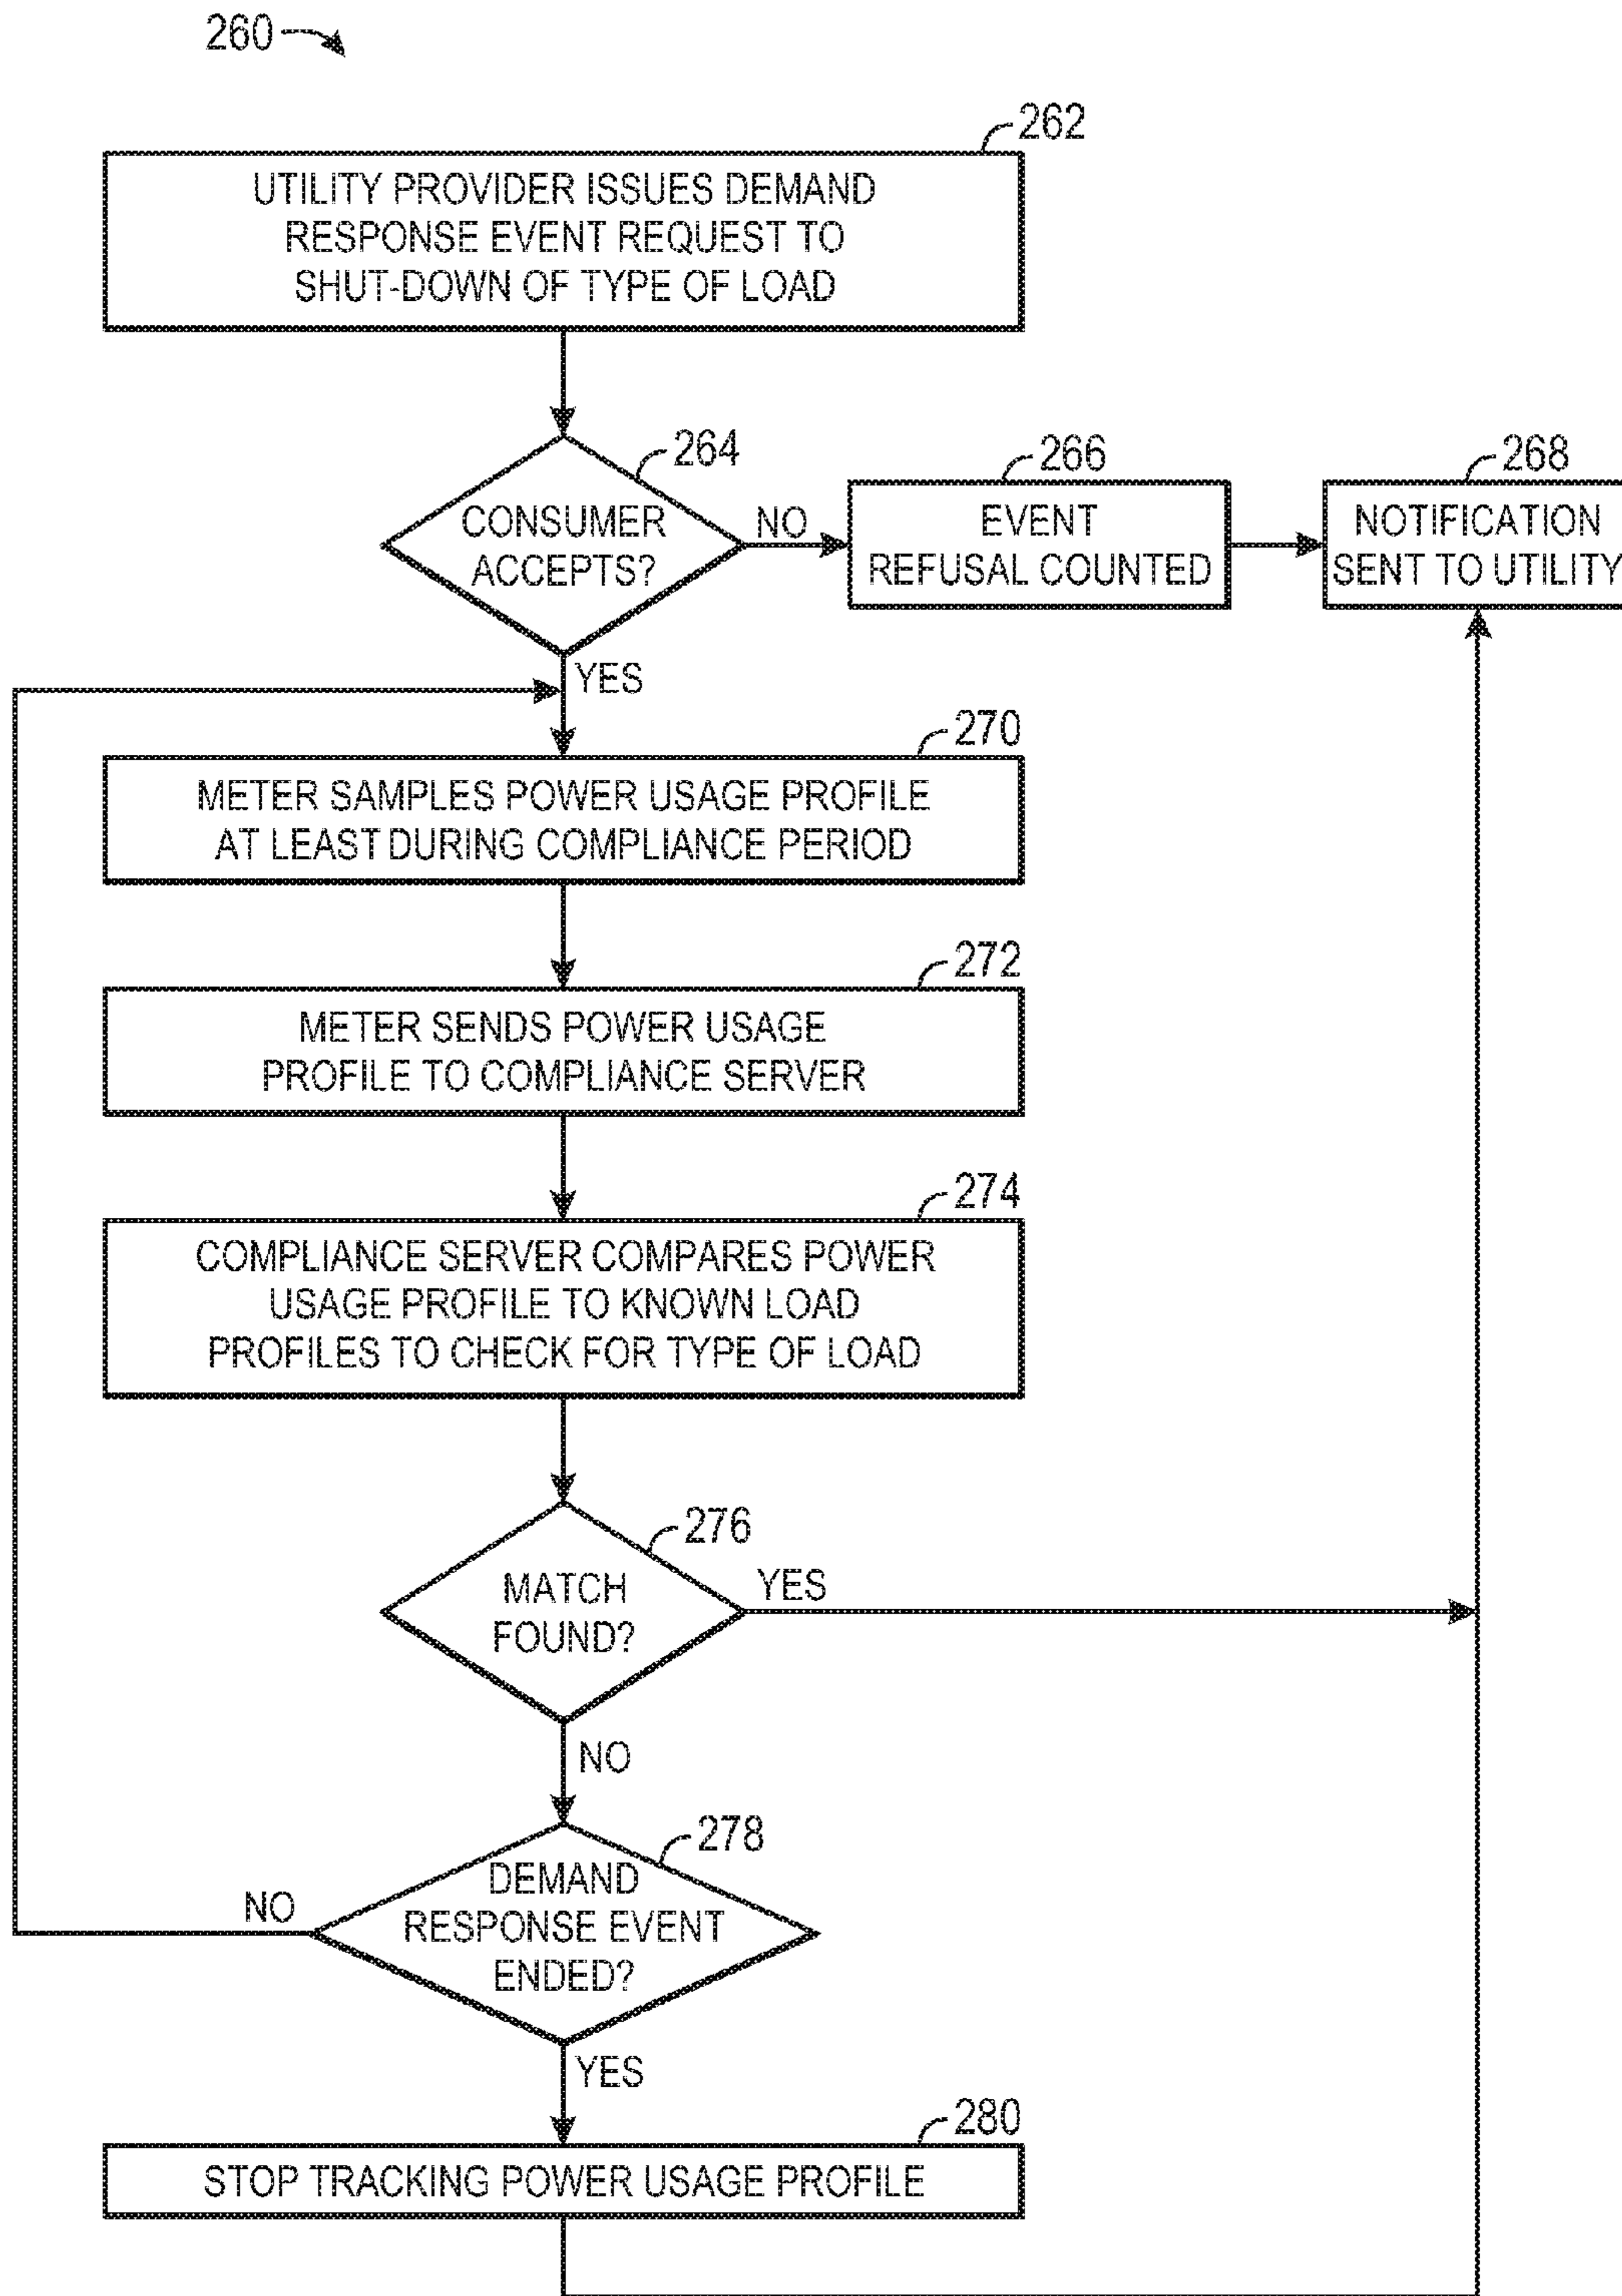 260
262
UTILITY PROVIDER ISSUES DEMAND
RESPONSE EVENT REQUEST TO
SHUT-DOWN OF TYPE OF LOAD
264
CONSUMER
ACCEPTS?
NO
266
EVENT
REFUSAL COUNTED
268
NOTIFICATION
SENT TO UTILITY
YES
270
METER SAMPLES POWER USAGE PROFILE
AT LEAST DURING COMPLIANCE PERIOD
272
METER SENDS POWER USAGE
PROFILE TO COMPLIANCE SERVER
274
COMPLIANCE SERVER COMPARES POWER
USAGE PROFILE TO KNOWN LOAD
PROFILES TO CHECK FOR TYPE OF LOAD
276
MATCH
FOUND?
YES
NO
278
DEMAND
RESPONSE EVENT
ENDED?
NO
YES
280
STOP TRACKING POWER USAGE PROFILE